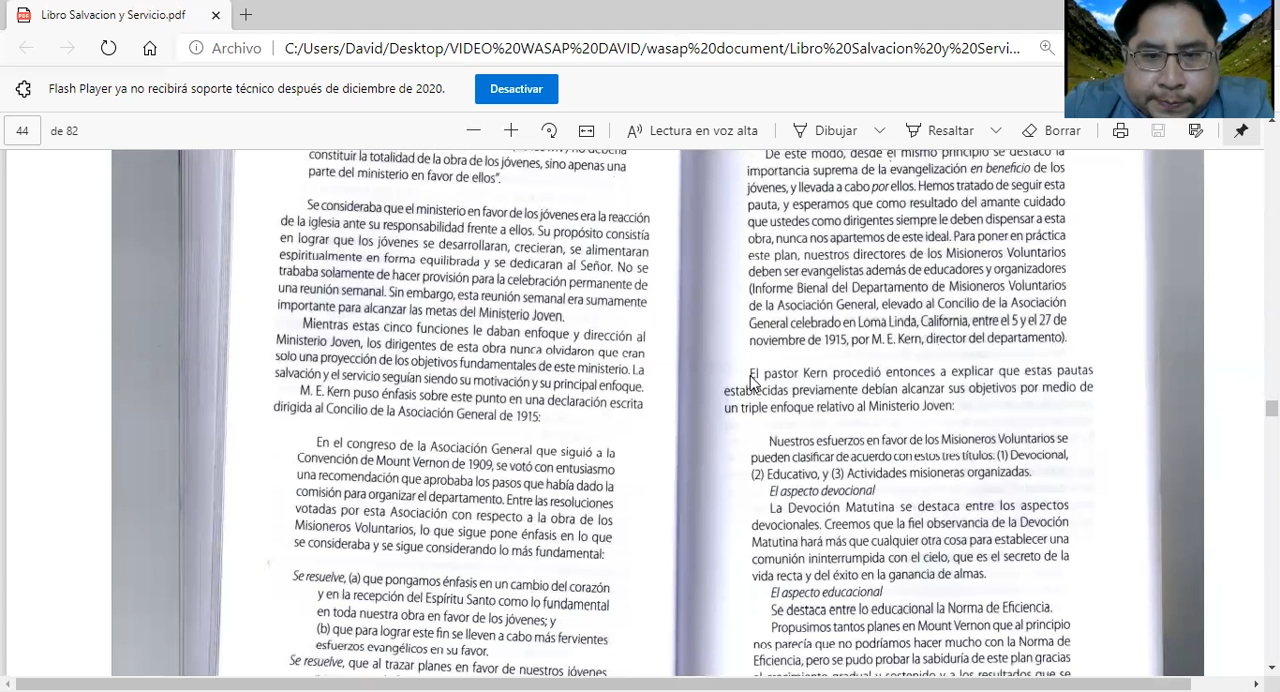 Libro Salvacion y Servicio.pdf
Archivo
C:/Users/David/Desktop/VIDEO%20WASAP%20DAVID/wasap%20document/Libro%20Salvacion%20y%20Servi...
Flash Player ya no recibirá soporte técnico después de diciembre de 2020.
Desactivar
44 de 82
Lectura en voz alta
Dibujar
Resaltar
Borrar
constituir la totalidad de la obra de los jóvenes, sino apenas una
parte del ministerio en favor de ellos”.
Se consideraba que el ministerio en favor de los jóvenes era la reacción
de la iglesia ante su responsabilidad frente a ellos. Su propósito consistía
en lograr que los jóvenes se desarrollaran, crecieran, se alimentaran
espiritualmente en forma equilibrada y se dedicaran al Señor. No se
trababa solamente de hacer provisión para la celebración permanente de
una reunión semanal. Sin embargo, esta reunión semanal era sumamente
importante para alcanzar las metas del Ministerio Joven.
Mientras estas cinco funciones le daban enfoque y dirección al
Ministerio Joven, los dirigentes de esta obra nunca olvidaron que eran
solo una proyección de los objetivos fundamentales de este ministerio. La
salvación y el servicio seguían siendo su motivación y su principal enfoque.
M. E. Kern puso énfasis sobre este punto en una declaración escrita
dirigida al Concilio de la Asociación General de 1915:
En el congreso de la Asociación General que siguió a la
Convención de Mount Vernon de 1909, se votó con entusiasmo
una recomendación que aprobaba los pasos que había dado la
comisión para organizar el departamento. Entre las resoluciones
votadas por esta Asociación con respecto a la obra de los
Misioneros Voluntarios, lo que sigue pone énfasis en lo que
se consideraba y se sigue considerando lo más fundamental:
Se resuelve, (a) que pongamos énfasis en un cambio del corazón
y en la recepción del Espíritu Santo como lo fundamental
en toda nuestra obra en favor de los jóvenes; y
(b) que para lograr este fin se lleven a cabo más fervientes
esfuerzos evangélicos en su favor.
Se resuelve, que al trazar planes en favor de nuestros jóvenes
De este modo, desde el mismo principio se destacó la
importancia suprema de la evangelización en beneficio de los
jóvenes, y llevada a cabo por ellos. Hemos tratado de seguir esta
pauta, y esperamos que como resultado del amante cuidado
que ustedes como dirigentes siempre le deben dispensar a esta
obra, nunca nos apartemos de este ideal. Para poner en práctica
este plan, nuestros directores de los Misioneros Voluntarios
deben ser evangelistas además de educadores y organizadores
(Informe Bienal del Departamento de Misioneros Voluntarios
de la Asociación General, elevado al Concilio de la Asociación
General celebrado en Loma Linda, California, entre el 5 y el 27 de
noviembre de 1915, por M. E. Kern, director del departamento).
El pastor Kern procedió entonces a explicar que estas pautas
establecidas previamente debían alcanzar sus objetivos por medio de
un triple enfoque relativo al Ministerio Joven:
Nuestros esfuerzos en favor de los Misioneros Voluntarios se
pueden clasificar de acuerdo con estos tres títulos: (1) Devocional,
(2) Educativo, y (3) Actividades misioneras organizadas.
El aspecto devocional
La Devoción Matutina se destaca entre los aspectos
devocionales. Creemos que la fiel observancia de la Devoción
Matutina hará más que cualquier otra cosa para establecer una
comunión ininterrumpida con el cielo, que es el secreto de la
vida recta y del éxito en la ganancia de almas.
El aspecto educacional
Se destaca entre lo educacional la Norma de Eficiencia.
Propusimos tantos planes en Mount Vernon que al principio
nos parecía que no podríamos hacer mucho con la Norma de
Eficiencia, pero se pudo probar la sabiduría de este plan gracias